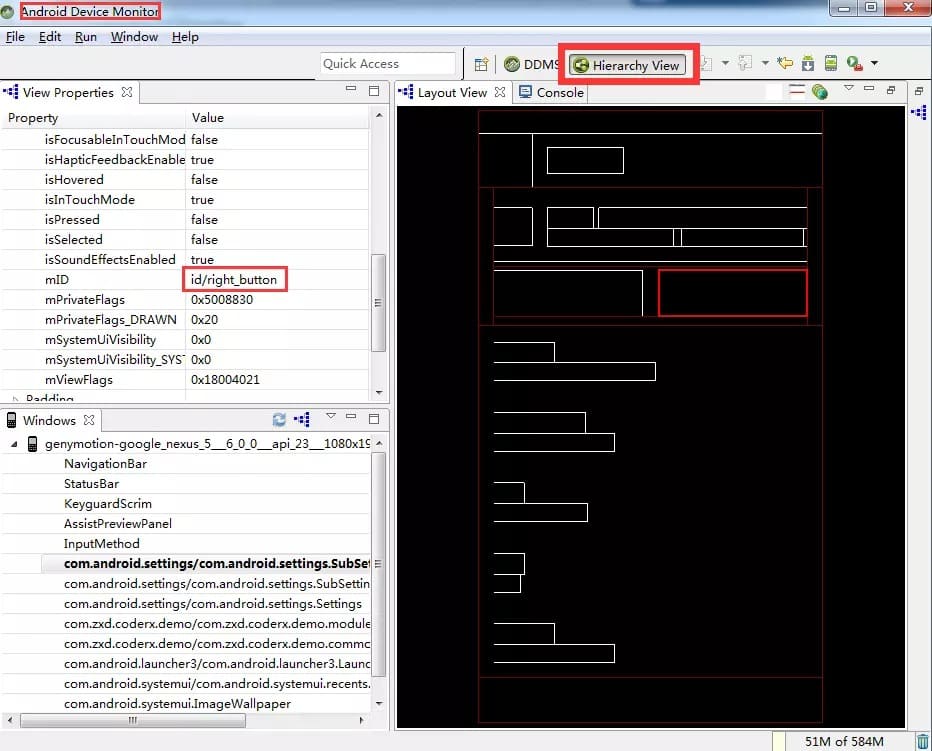 Android Device Monitor
File Edit Run Window Help
Quick Access
DDMS
Hierarchy View
View Properties
Property Value
isFocusableInTouchMod false
isHapticFeedbackEnable true
isHovered false
isInTouchMode true
isPressed false
isSelected false
isSoundEffectsEnabled true
mID id/right_button
mPrivateFlags 0x5008830
mPrivateFlags_DRAWN 0x20
mSystemUiVisibility 0x0
mSystemUiVisibility_SYST 0x0
mViewFlags 0x18004021
Padding
Layout View Console
Windows
genymotion-google_nexus_5__6_0_0__api_23__1080x19
NavigationBar
StatusBar
KeyguardScrim
AssistPreviewPanel
InputMethod
com.android.settings/com.android.settings.SubSet
com.android.settings/com.android.settings.SubSettin
com.android.settings/com.android.settings.Settings
com.zxd.coderx.demo/com.zxd.coderx.demo.module
com.zxd.coderx.demo/com.zxd.coderx.demo.commo
com.android.launcher3/com.android.launcher3.Launc
com.android.systemui/com.android.systemui.recents.
com.android.systemui.ImageWallpaper
51M of 584M